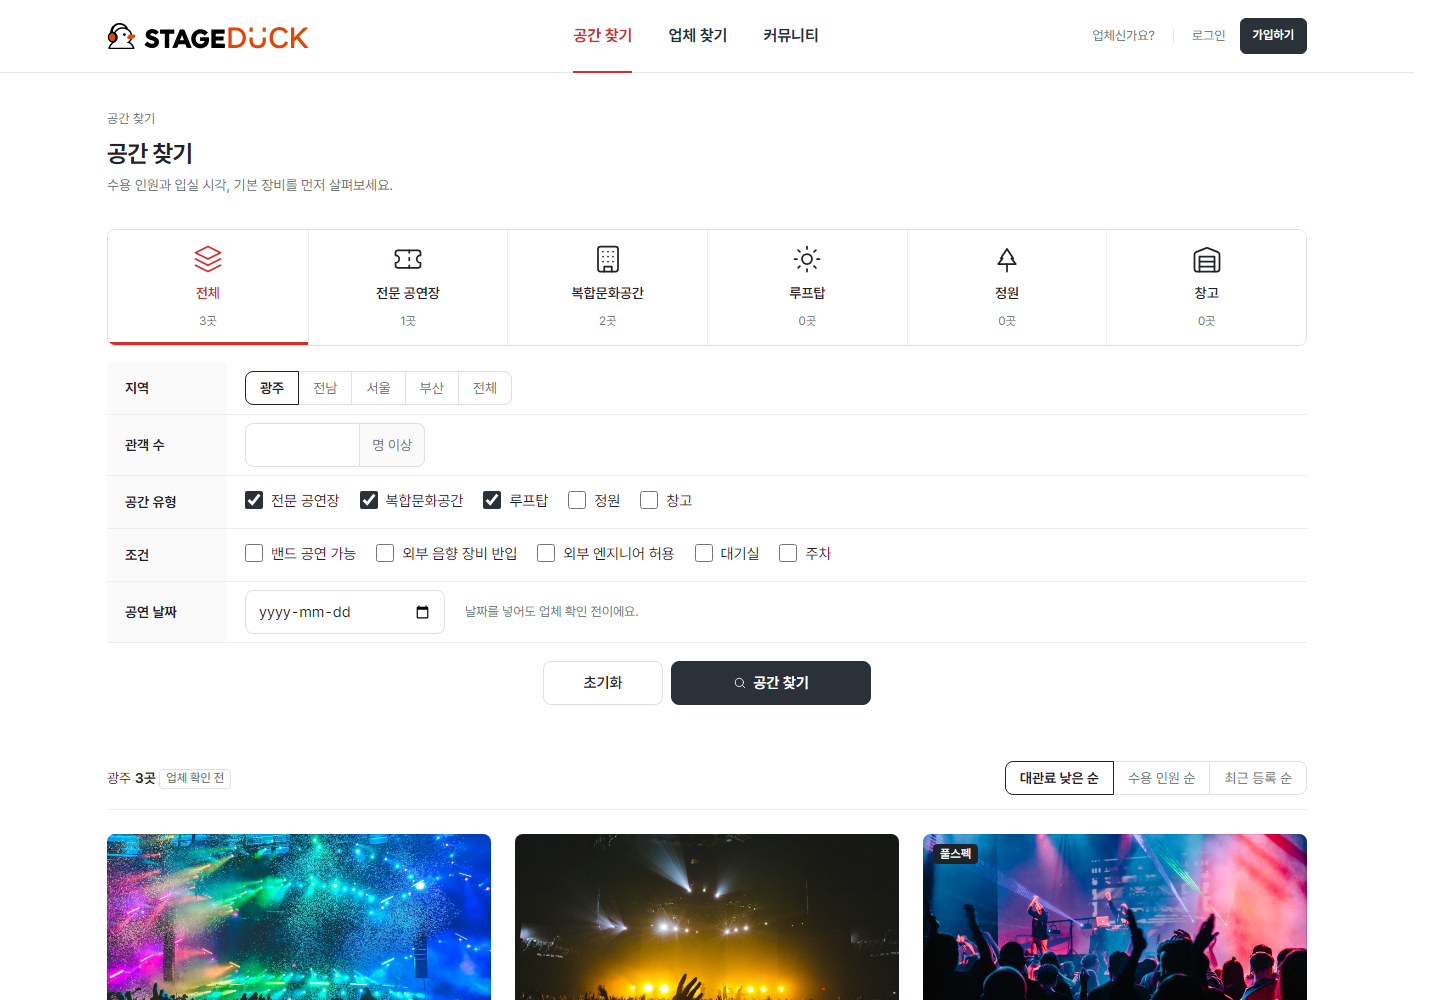 STAGEDUCK
공간 찾기 업체 찾기 커뮤니티
업체신가요? 로그인 가입하기
공간 찾기
공간 찾기
수용 인원과 입실 시각, 기본 장비를 먼저 살펴보세요.
전체 전문 공연장 복합문화공간 루프탑 정원 창고
3곳 1곳 2곳 0곳 0곳 0곳
지역 광주 전남 서울 부산 전체
관객 수 명 이상
공간 유형 전문 공연장 복합문화공간 루프탑 정원 창고
조건 밴드 공연 가능 외부 음향 장비 반입 외부 엔지니어 허용 대기실 주차
공연 날짜 yyyy-mm-dd 날짜를 넣어도 업체 확인 전이에요.
초기화 공간 찾기
광주 3곳 업체 확인 전 대관료 낮은 순 수용 인원 순 최근 등록 순
풀스펙